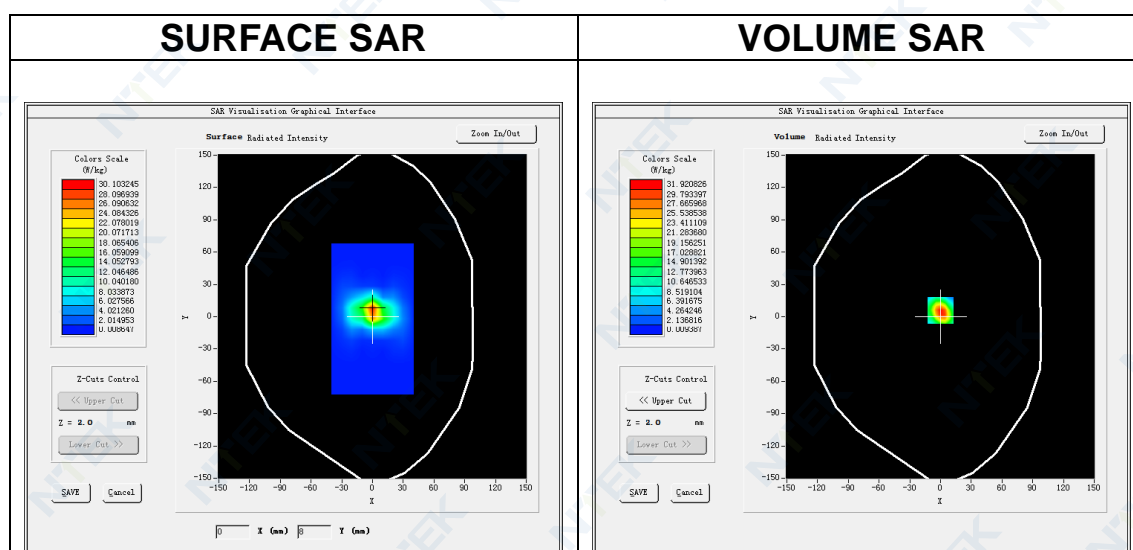 SURFACE SAR
SAR Visualisation Graphical Interface
Surface Radiated Intensity
Zoom In/Out
Colors Scale
(W/kg)
30.103245
28.096939
26.090632
24.084326
22.078019
20.071713
18.065406
16.059099
14.052793
12.046486
10.040180
8.033873
6.027566
4.021260
2.014953
0.008647
Z-Cuts Control
<< Upper Cut
Z = 2.0 mm
Lower Cut >>
SAVE
Cancel
Y
150
120
90
60
30
0
-30
-60
-90
-120
-150
-150 -120 -90 -60 -30 0 30 60 90 120 150
X
0 X (mm) 8 Y (mm)
VOLUME SAR
SAR Visualisation Graphical Interface
Volume Radiated Intensity
Zoom In/Out
Colors Scale
(W/kg)
31.920826
29.793397
27.665968
25.538538
23.411109
21.283680
19.156251
17.028821
14.901392
12.773963
10.646533
8.519104
6.391675
4.264246
2.136816
0.009387
Z-Cuts Control
<< Upper Cut
Z = 2.0 mm
Lower Cut >>
SAVE
Cancel
Y
150
120
90
60
30
0
-30
-60
-90
-120
-150
-150 -120 -90 -60 -30 0 30 60 90 120 150
X
NTEK